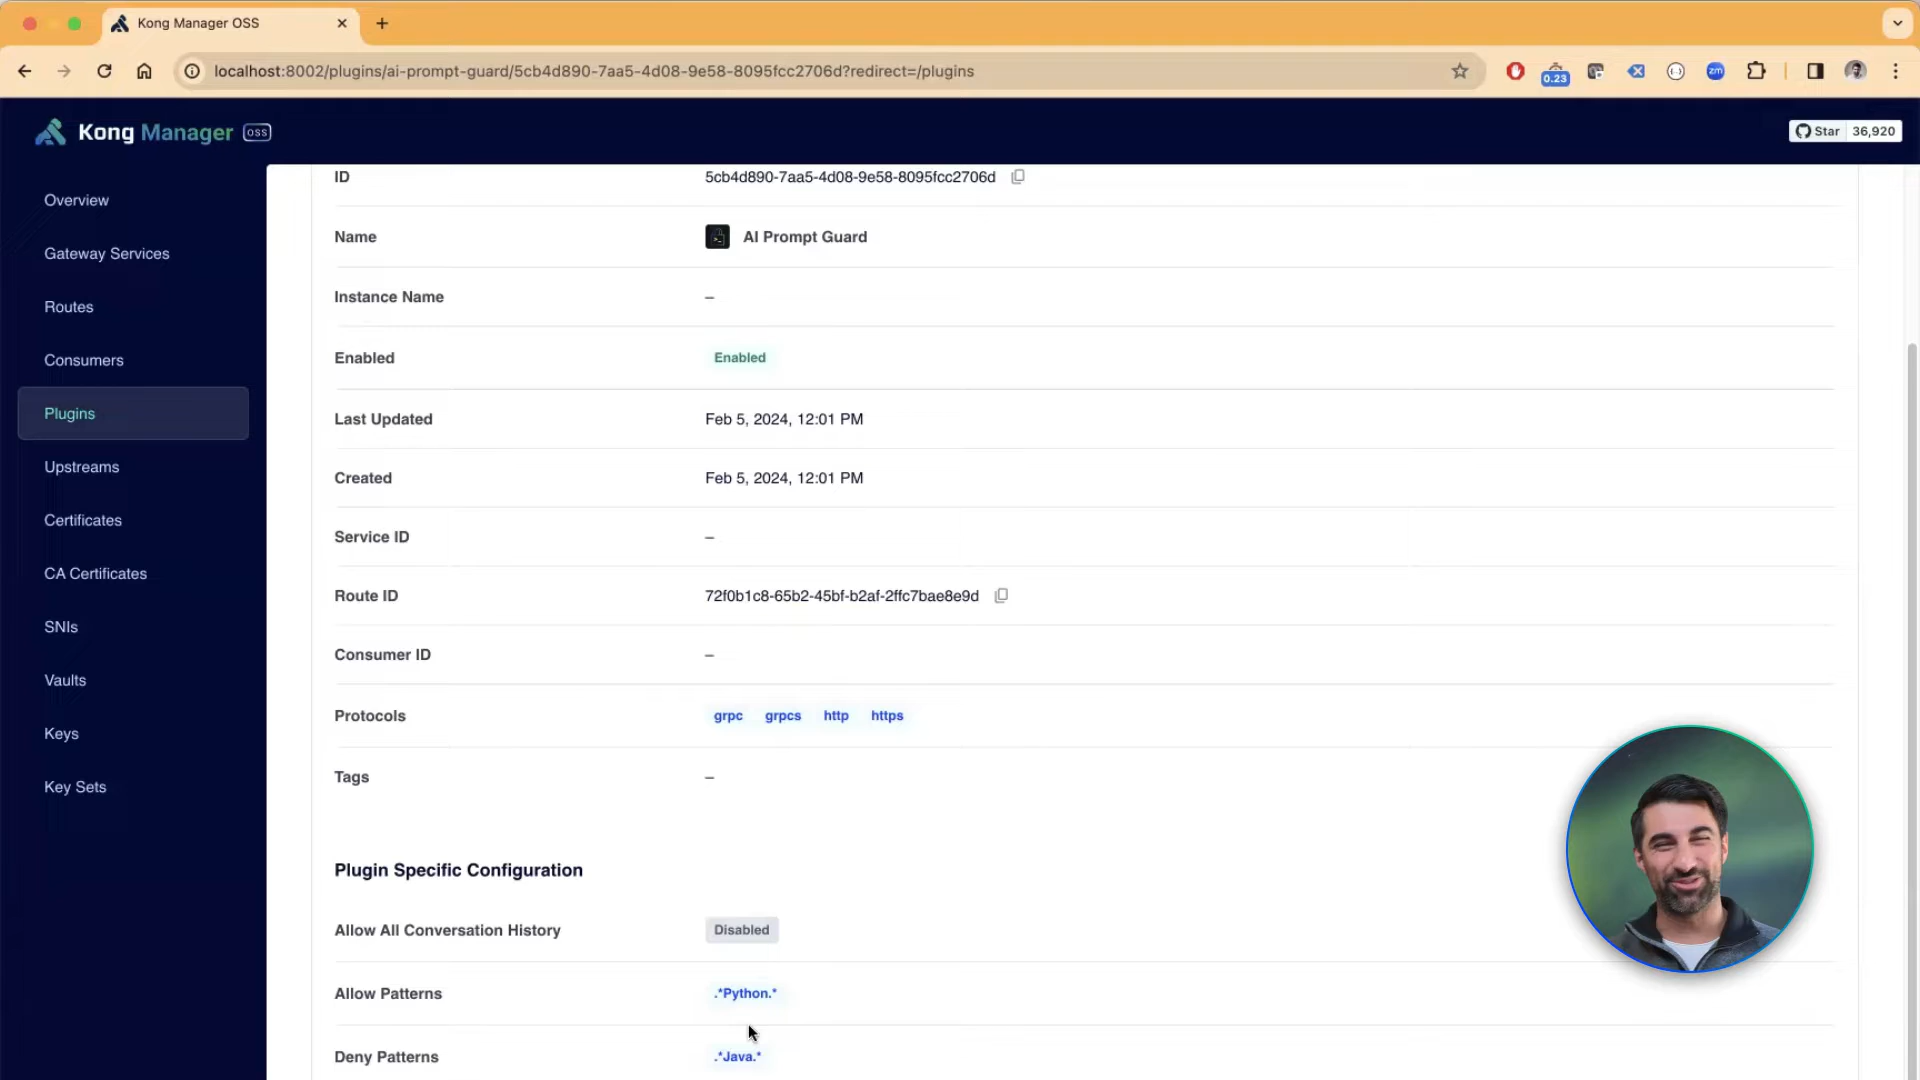 Kong Manager OSS
localhost:8002/plugins/ai-prompt-guard/5cb4d890-7aa5-4d08-9e58-8095fcc2706d?redirect=/plugins
0.23
zm
Kong Manager OSS
Star 36,920
Overview
Gateway Services
Routes
Consumers
Plugins
Upstreams
Certificates
CA Certificates
SNIs
Vaults
Keys
Key Sets
ID 5cb4d890-7aa5-4d08-9e58-8095fcc2706d
Name AI Prompt Guard
Instance Name –
Enabled Enabled
Last Updated Feb 5, 2024, 12:01 PM
Created Feb 5, 2024, 12:01 PM
Service ID –
Route ID 72f0b1c8-65b2-45bf-b2af-2ffc7bae8e9d
Consumer ID –
Protocols grpc grpcs http https
Tags –
Plugin Specific Configuration
Allow All Conversation History Disabled
Allow Patterns .*Python.*
Deny Patterns .*Java.*